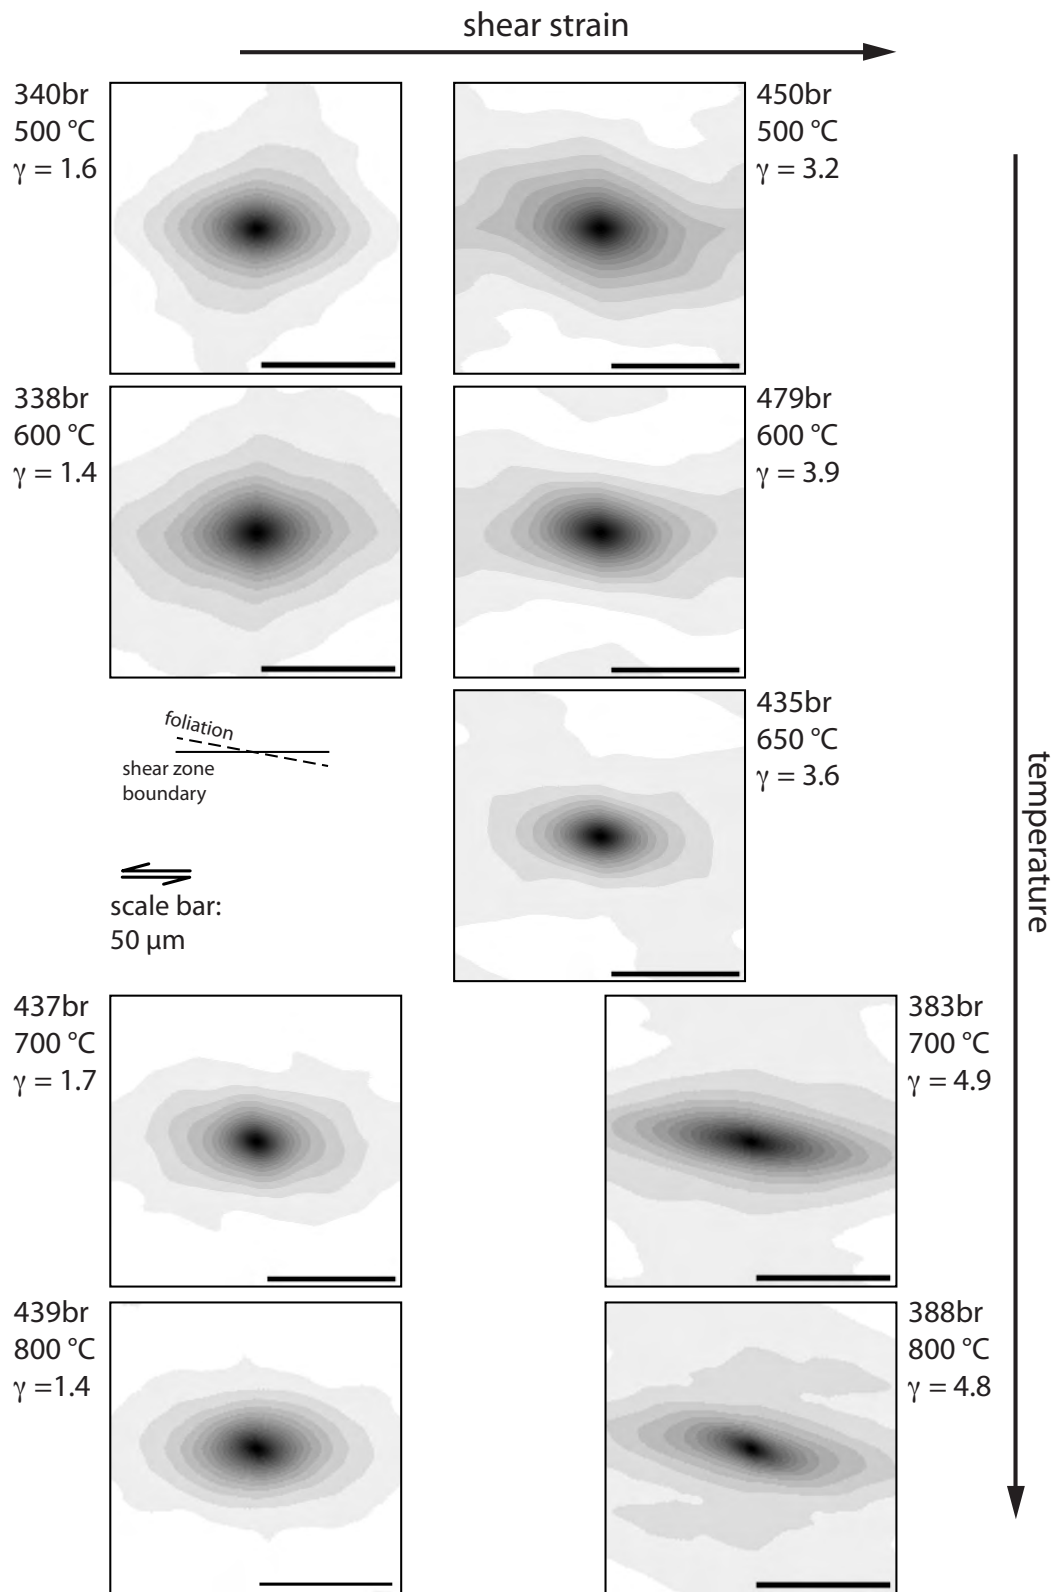 shear strain
340br
500 °C
γ = 1.6
450br
500 °C
γ = 3.2
338br
600 °C
γ = 1.4
479br
600 °C
γ = 3.9
foliation
shear zone
boundary
scale bar:
50 µm
435br
650 °C
γ = 3.6
temperature
437br
700 °C
γ = 1.7
383br
700 °C
γ = 4.9
439br
800 °C
γ =1.4
388br
800 °C
γ = 4.8